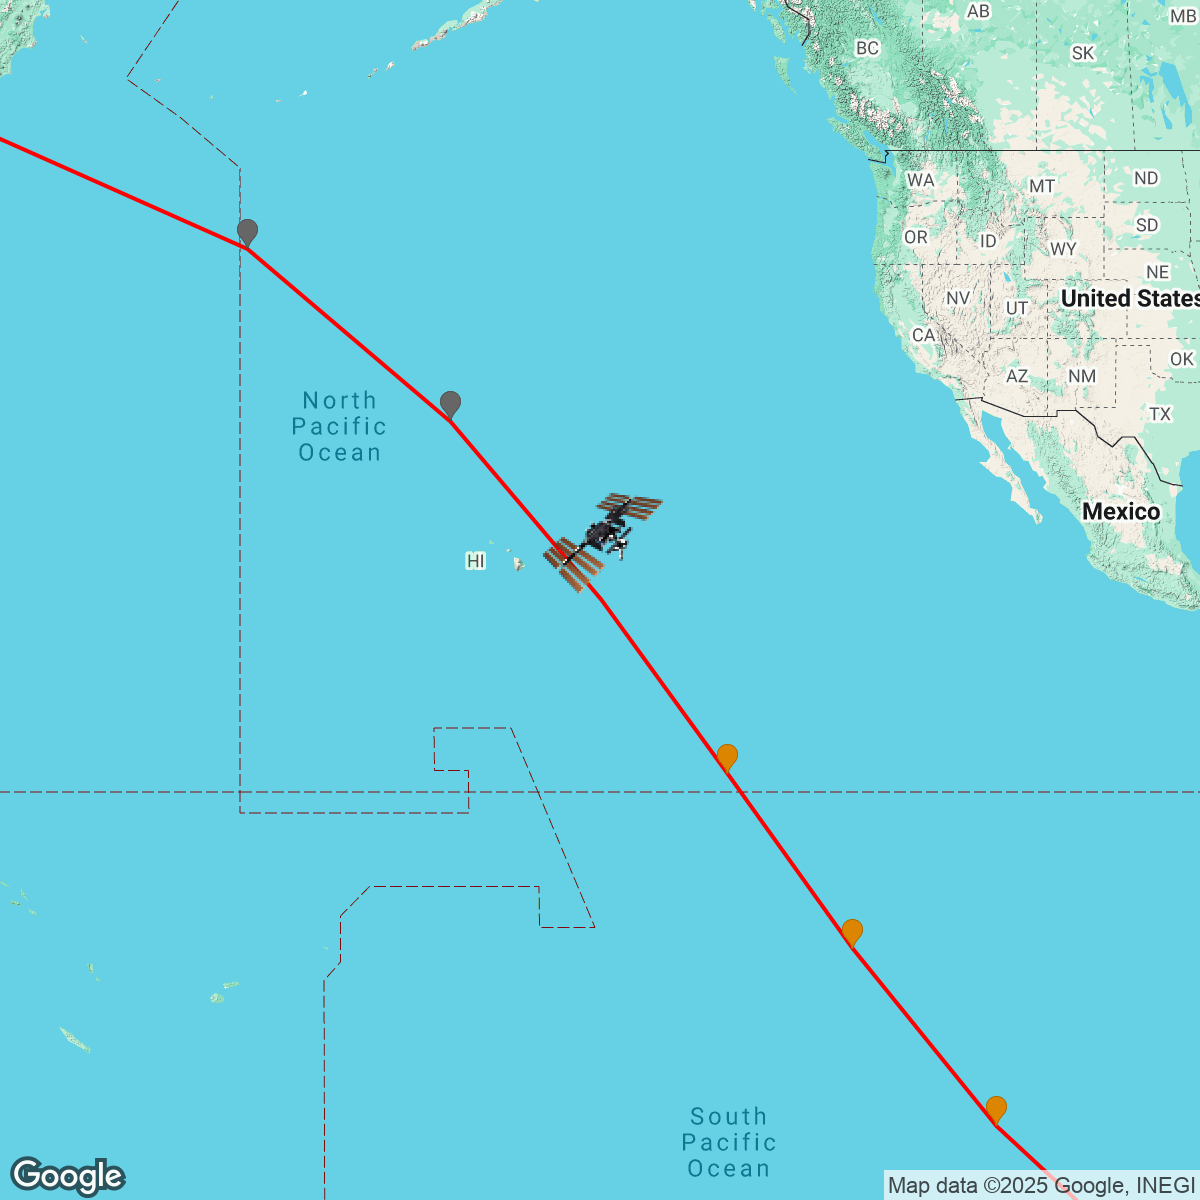 AB
MB
BC
SK
WA
MT
ND
OR
ID
SD
WY
NE
NV
UT
United States
CA
OK
AZ
NM
North
Pacific
Ocean
TX
Mexico
HI
South
Pacific
Ocean
Google
Map data ©2025 Google, INEGI